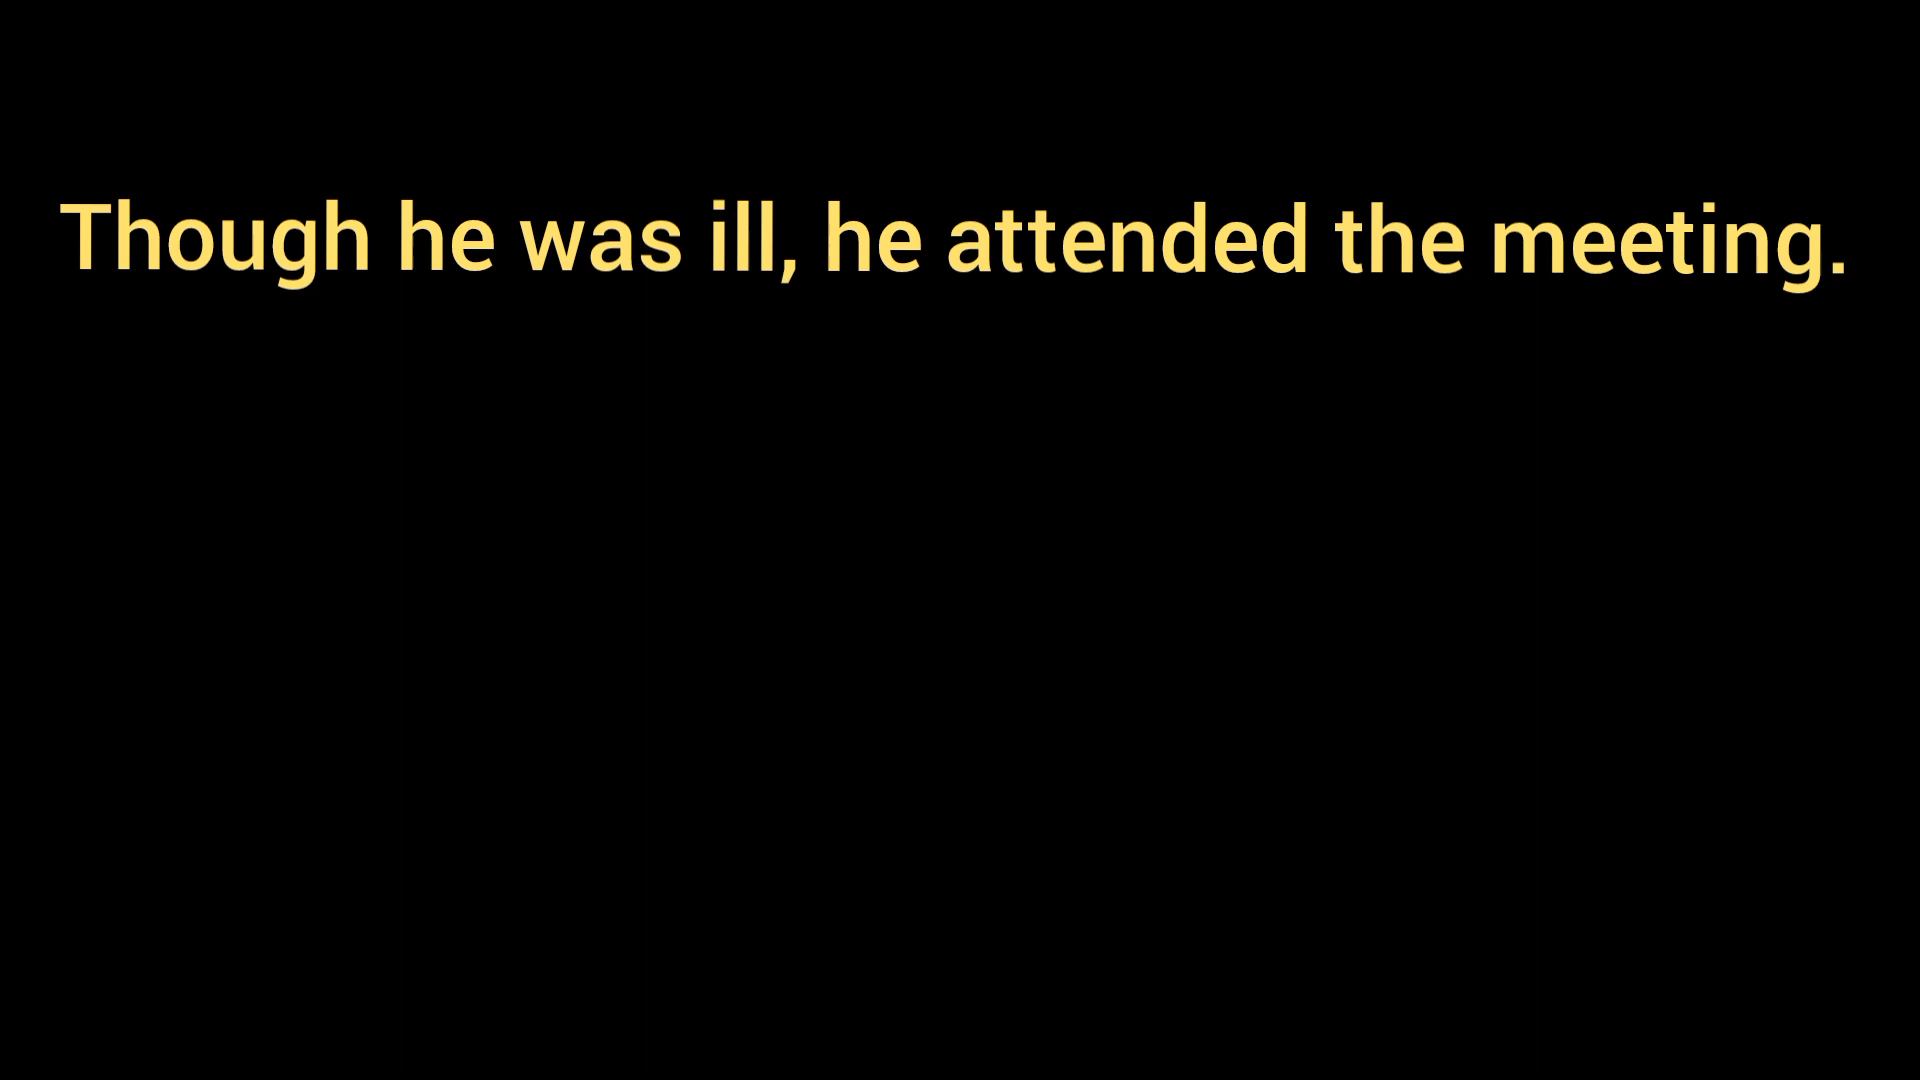 Though he was ill, he attended the meeting.